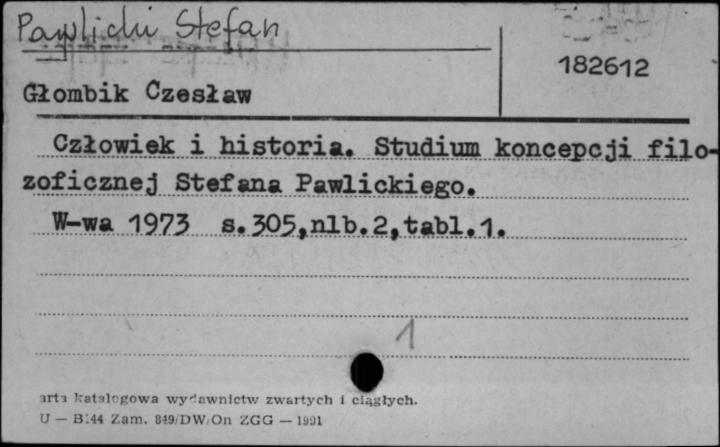 Pawlicki Stefan
182612
Głombik Czesław
Człowiek i historia. Studium koncepcji filo-
zoficznej Stefana Pawlickiego.
W-wa 1973 s.305,nlb.2,tabl.1.
1
arta katalogowa wydawnictw zwartych i ciągłych.
U — B144 Zam. 849/DW/On ZGG — 1991